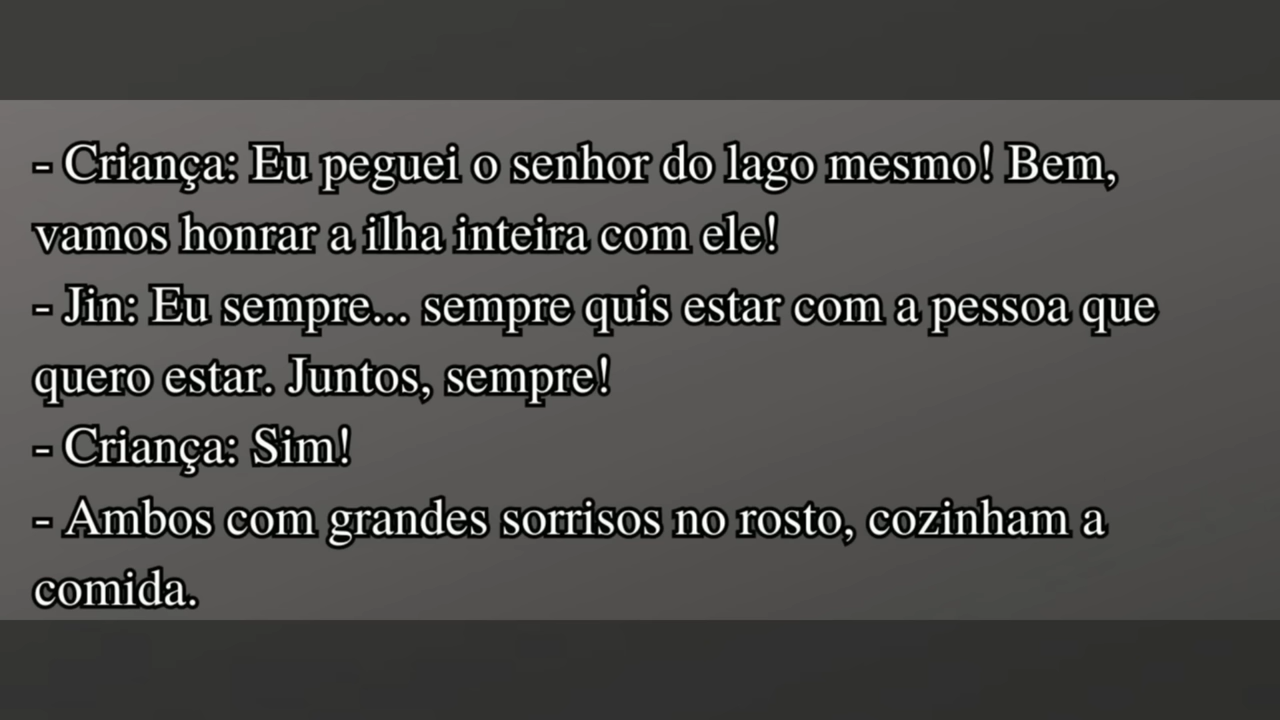 - Criança: Eu peguei o senhor do lago mesmo! Bem,
vamos honrar a ilha inteira com ele!
- Jin: Eu sempre... sempre quis estar com a pessoa que
quero estar. Juntos, sempre!
- Criança: Sim!
- Ambos com grandes sorrisos no rosto, cozinham a
comida.